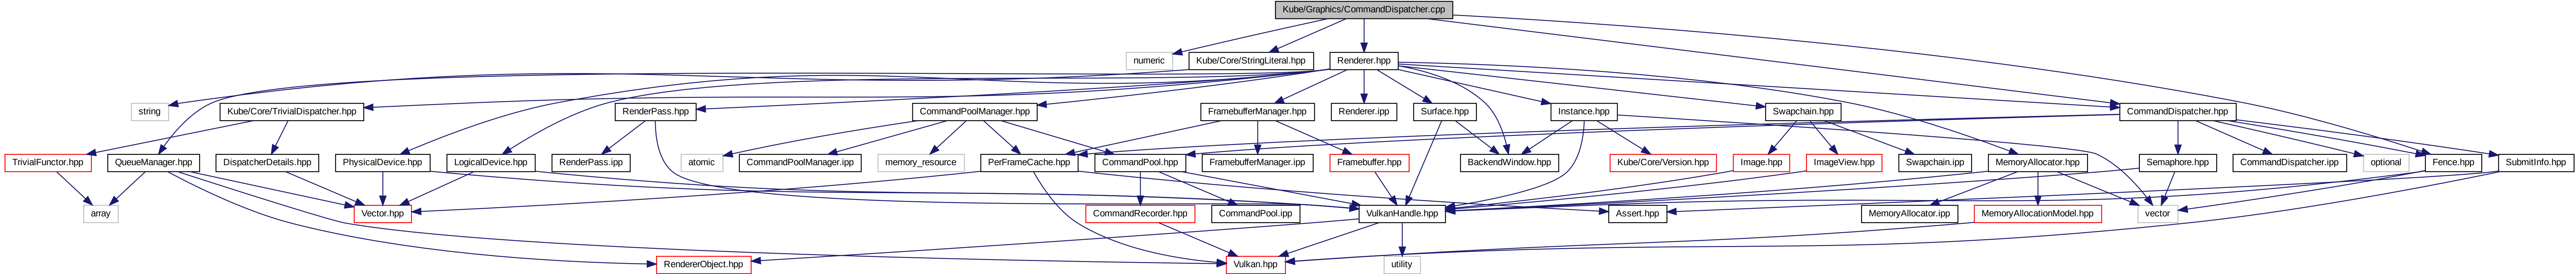 Kube/Graphics/CommandDispatcher.cpp
numeric
Kube/Core/StringLiteral.hpp
Renderer.hpp
string
Kube/Core/TrivialDispatcher.hpp
RenderPass.hpp
CommandPoolManager.hpp
FramebufferManager.hpp
Renderer.ipp
Surface.hpp
Instance.hpp
Swapchain.hpp
CommandDispatcher.hpp
TrivialFunctor.hpp
QueueManager.hpp
DispatcherDetails.hpp
PhysicalDevice.hpp
LogicalDevice.hpp
RenderPass.ipp
atomic
CommandPoolManager.ipp
memory_resource
PerFrameCache.hpp
CommandPool.hpp
FramebufferManager.ipp
Framebuffer.hpp
BackendWindow.hpp
Kube/Core/Version.hpp
Image.hpp
ImageView.hpp
Swapchain.ipp
MemoryAllocator.hpp
Semaphore.hpp
CommandDispatcher.ipp
optional
Fence.hpp
SubmitInfo.hpp
array
Vector.hpp
CommandRecorder.hpp
CommandPool.ipp
VulkanHandle.hpp
Assert.hpp
MemoryAllocator.ipp
MemoryAllocationModel.hpp
vector
RendererObject.hpp
Vulkan.hpp
utility